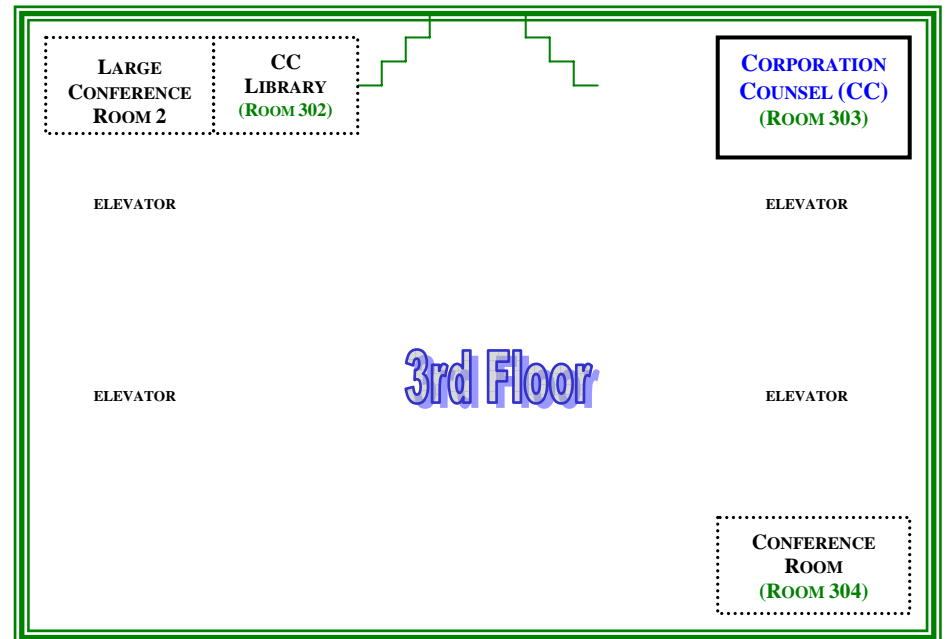 LARGE
CONFERENCE
ROOM 2
CC
LIBRARY
(ROOM 302)
CORPORATION
COUNSEL (CC)
(ROOM 303)
ELEVATOR
ELEVATOR
3rd Floor
ELEVATOR
ELEVATOR
CONFERENCE
ROOM
(ROOM 304)